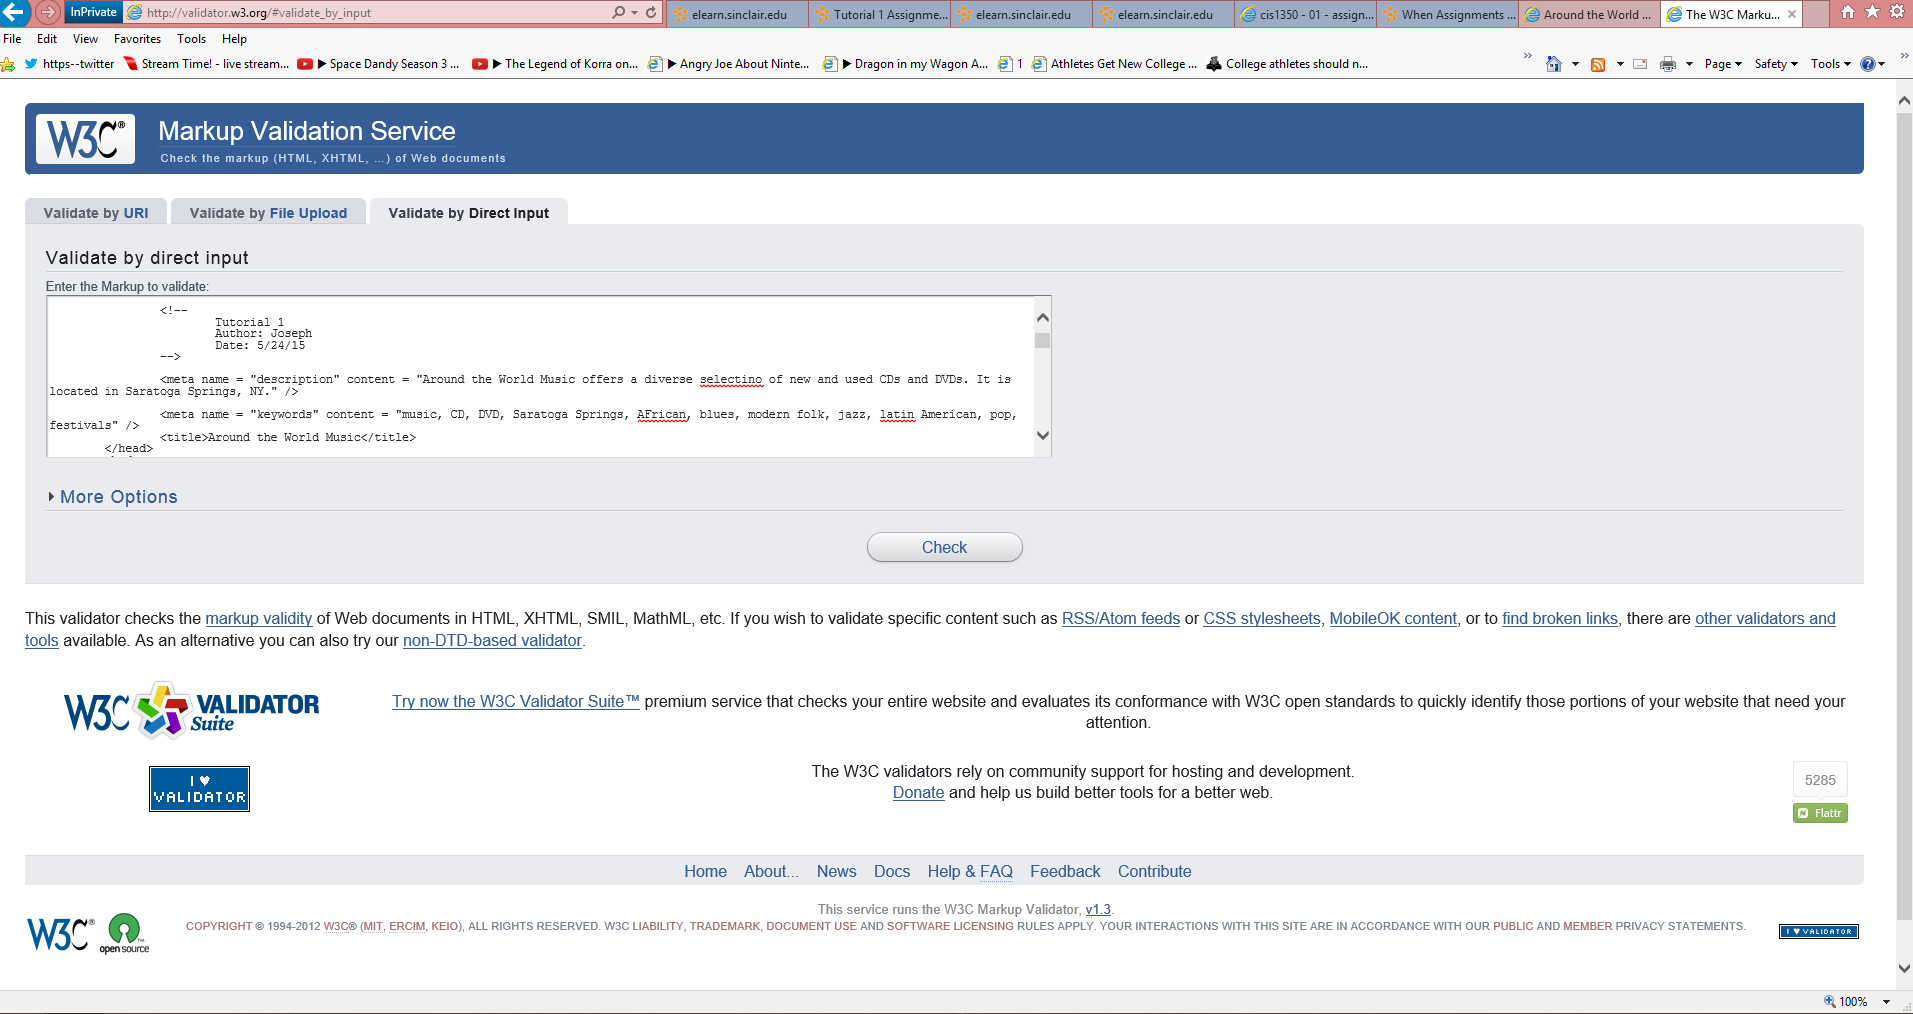 InPrivate http://validator.w3.org/#validate_by_input elearn.sinclair.edu Tutorial 1 Assignme... elearn.sinclair.edu elearn.sinclair.edu cis1350 - 01 - assign... When Assignments ... Around the World ... The W3C Marku...
File Edit View Favorites Tools Help
https--twitter Stream Time! - live stream... ▶ Space Dandy Season 3 ... ▶ The Legend of Korra on... ▶ Angry Joe About Ninte... ▶ Dragon in my Wagon A... 1 Athletes Get New College ... College athletes should n... » Page Safety Tools »
W3C® Markup Validation Service
Check the markup (HTML, XHTML, ...) of Web documents
Validate by URI Validate by File Upload Validate by Direct Input
Validate by direct input
Enter the Markup to validate:
<!--
Tutorial 1
Author: Joseph
Date: 5/24/15
-->
<meta name = "description" content = "Around the World Music offers a diverse selectino of new and used CDs and DVDs. It is
located in Saratoga Springs, NY." />
<meta name = "keywords" content = "music, CD, DVD, Saratoga Springs, AFrican, blues, modern folk, jazz, latin American, pop,
festivals" />
<title>Around the World Music</title>
</head>
More Options
Check
This validator checks the markup validity of Web documents in HTML, XHTML, SMIL, MathML, etc. If you wish to validate specific content such as RSS/Atom feeds or CSS stylesheets, MobileOK content, or to find broken links, there are other validators and
tools available. As an alternative you can also try our non-DTD-based validator.
W3C VALIDATOR Suite
Try now the W3C Validator Suite™ premium service that checks your entire website and evaluates its conformance with W3C open standards to quickly identify those portions of your website that need your
attention.
I ♥
VALIDATOR
The W3C validators rely on community support for hosting and development.
Donate and help us build better tools for a better web.
5285
Flattr
Home About... News Docs Help & FAQ Feedback Contribute
This service runs the W3C Markup Validator, v1.3.
W3C® open source
COPYRIGHT © 1994-2012 W3C® (MIT, ERCIM, KEIO), ALL RIGHTS RESERVED. W3C LIABILITY, TRADEMARK, DOCUMENT USE AND SOFTWARE LICENSING RULES APPLY. YOUR INTERACTIONS WITH THIS SITE ARE IN ACCORDANCE WITH OUR PUBLIC AND MEMBER PRIVACY STATEMENTS.
I ♥ VALIDATOR
100%